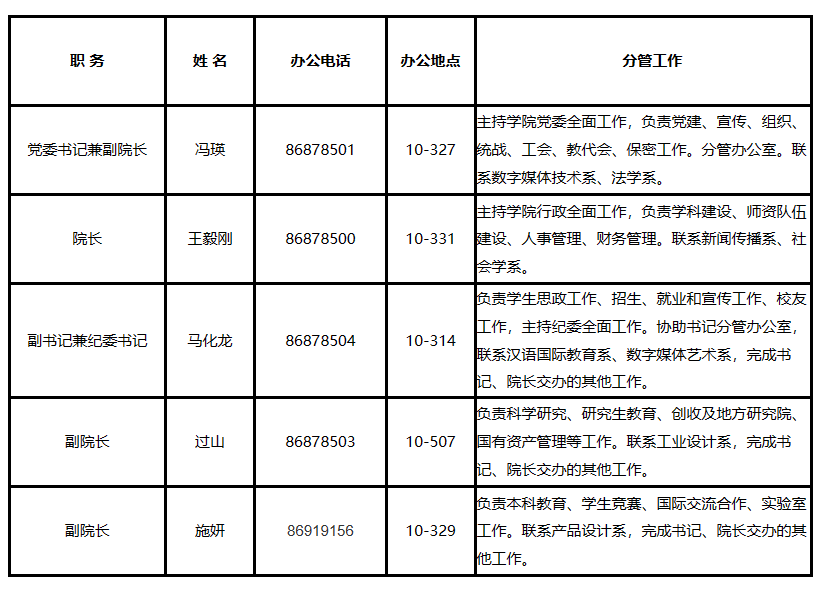 职 务
姓 名
办公电话
办公地点
分管工作
党委书记兼副院长
冯瑛
86878501
10-327
主持学院党委全面工作，负责党建、宣传、组织、
统战、工会、教代会、保密工作。分管办公室。联
系数字媒体技术系、法学系。
院长
王毅刚
86878500
10-331
主持学院行政全面工作，负责学科建设、师资队伍
建设、人事管理、财务管理。联系新闻传播系、社
会学系。
副书记兼纪委书记
马化龙
86878504
10-314
负责学生思政工作、招生、就业和宣传工作、校友
工作，主持纪委全面工作。协助书记分管办公室，
联系汉语国际教育系、数字媒体艺术系，完成书
记、院长交办的其他工作。
副院长
过山
86878503
10-507
负责科学研究、研究生教育、创收及地方研究院、
国有资产管理等工作。联系工业设计系，完成书
记、院长交办的其他工作。
副院长
施妍
86919156
10-329
负责本科教育、学生竞赛、国际交流合作、实验室
工作。联系产品设计系，完成书记、院长交办的其
他工作。